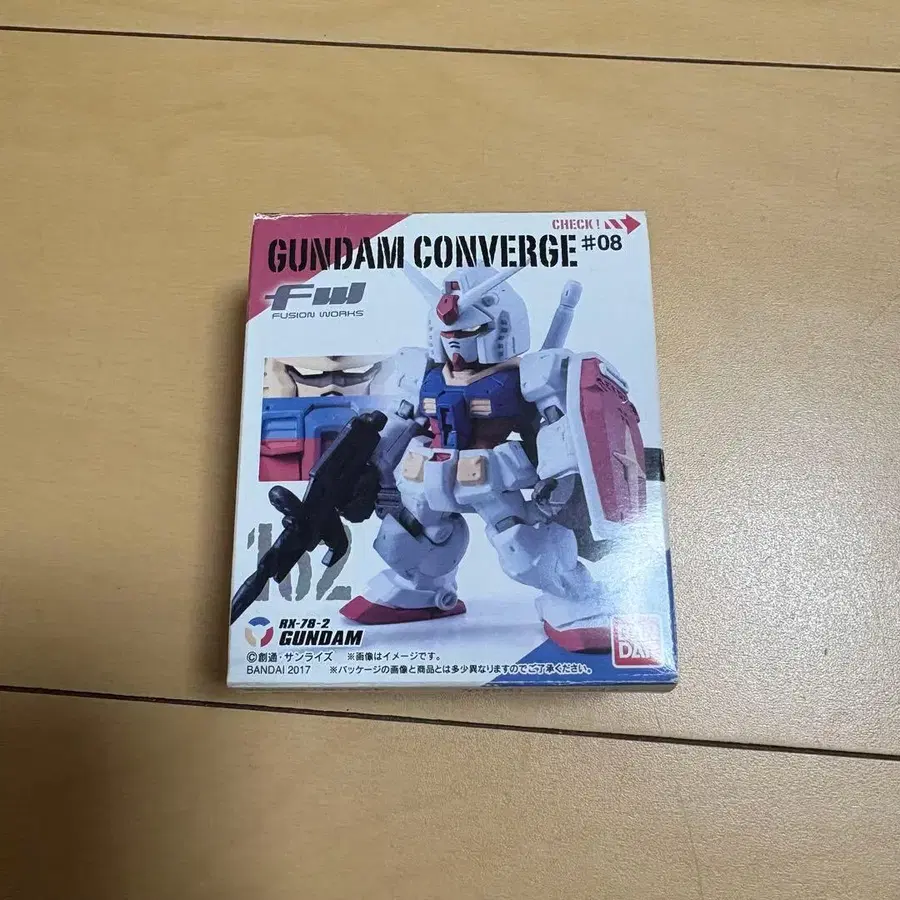 CHECK!
GUNDAM CONVERGE #08
FW
FUSION WORKS
162
RX-78-2
GUNDAM
©創通・サンライズ ※画像はイメージです。
BANDAI 2017 ※パッケージの画像と商品とは多少異なりますのでご了承ください。
BAN
DAI